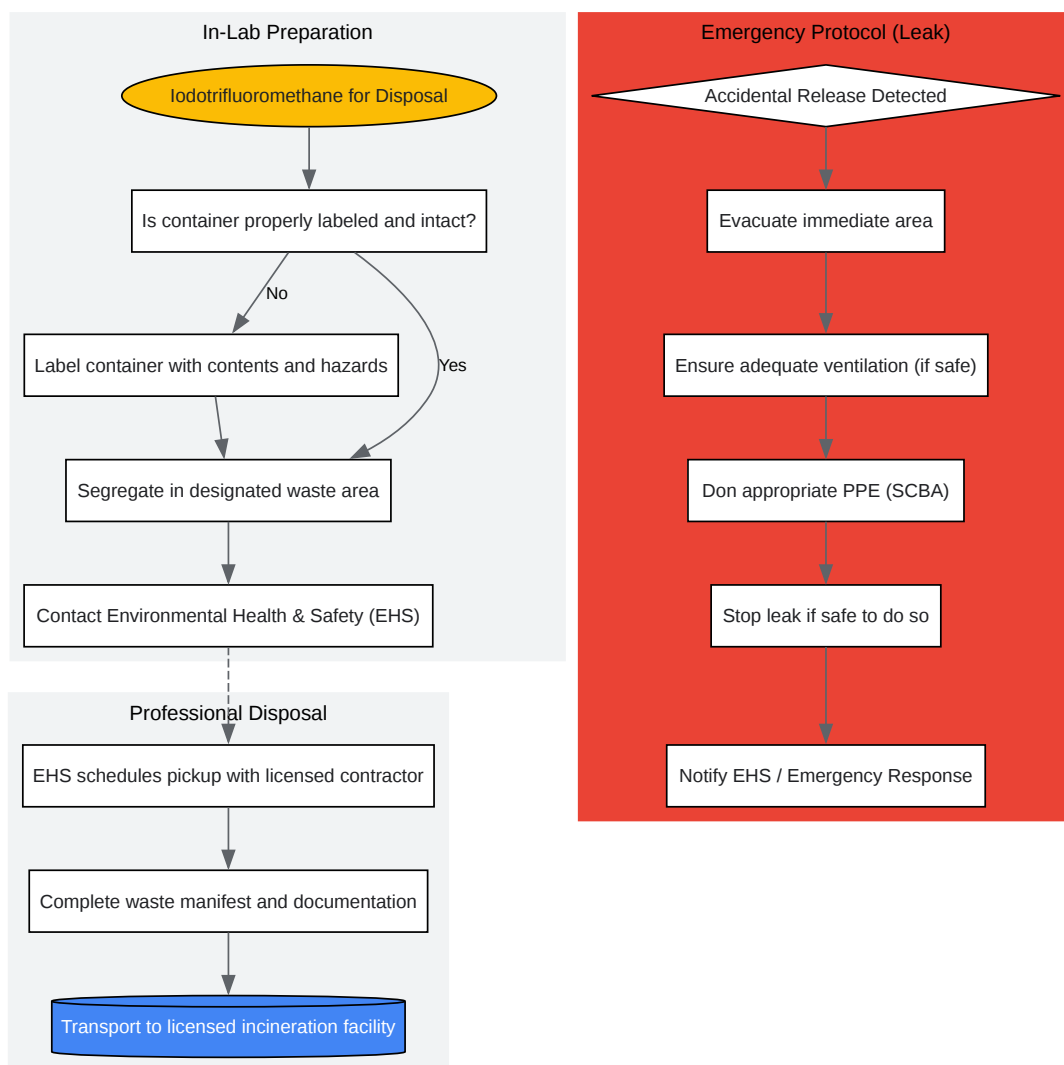 In-Lab Preparation
Iodotrifluoromethane for Disposal
Is container properly labeled and intact?
No
Yes
Label container with contents and hazards
Segregate in designated waste area
Contact Environmental Health & Safety (EHS)
Professional Disposal
EHS schedules pickup with licensed contractor
Complete waste manifest and documentation
Transport to licensed incineration facility
Emergency Protocol (Leak)
Accidental Release Detected
Evacuate immediate area
Ensure adequate ventilation (if safe)
Don appropriate PPE (SCBA)
Stop leak if safe to do so
Notify EHS / Emergency Response